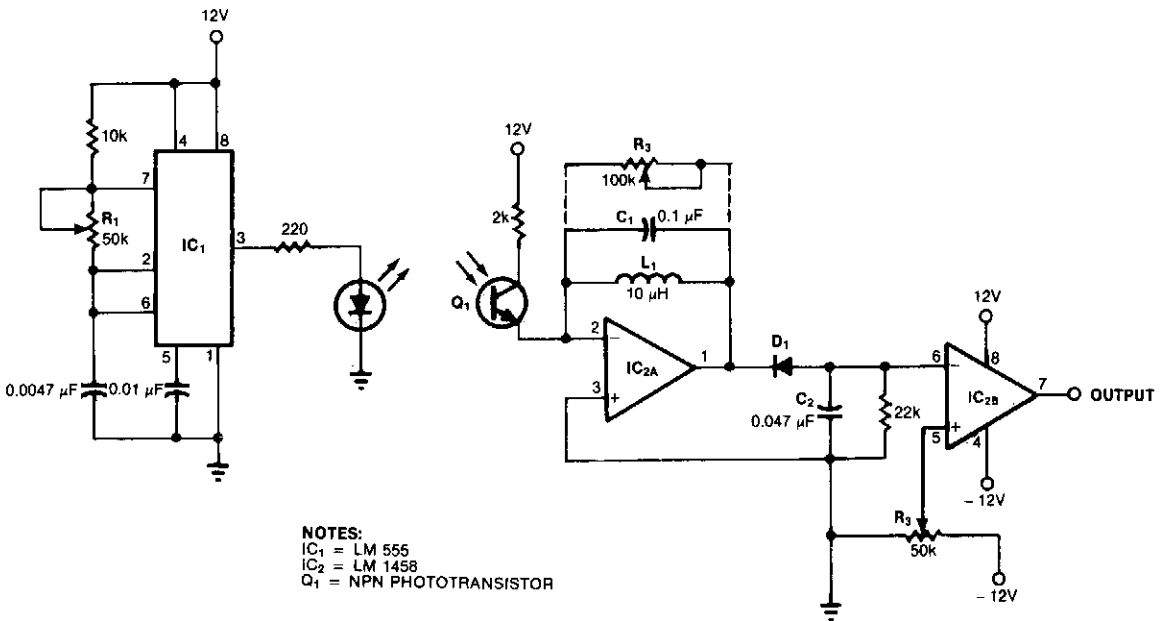 12V
10k
4
8
7
R1
50k
2
6
IC1
3
220
5
1
0.0047 µF
0.01 µF
12V
2k
Q1
R3
100k
C1
0.1 µF
L1
10 µH
2
3
IC2A
1
D1
C2
0.047 µF
22k
12V
6
8
IC2B
7
OUTPUT
5
4
- 12V
R3
50k
- 12V
NOTES:
IC1 = LM 555
IC2 = LM 1458
Q1 = NPN PHOTOTRANSISTOR